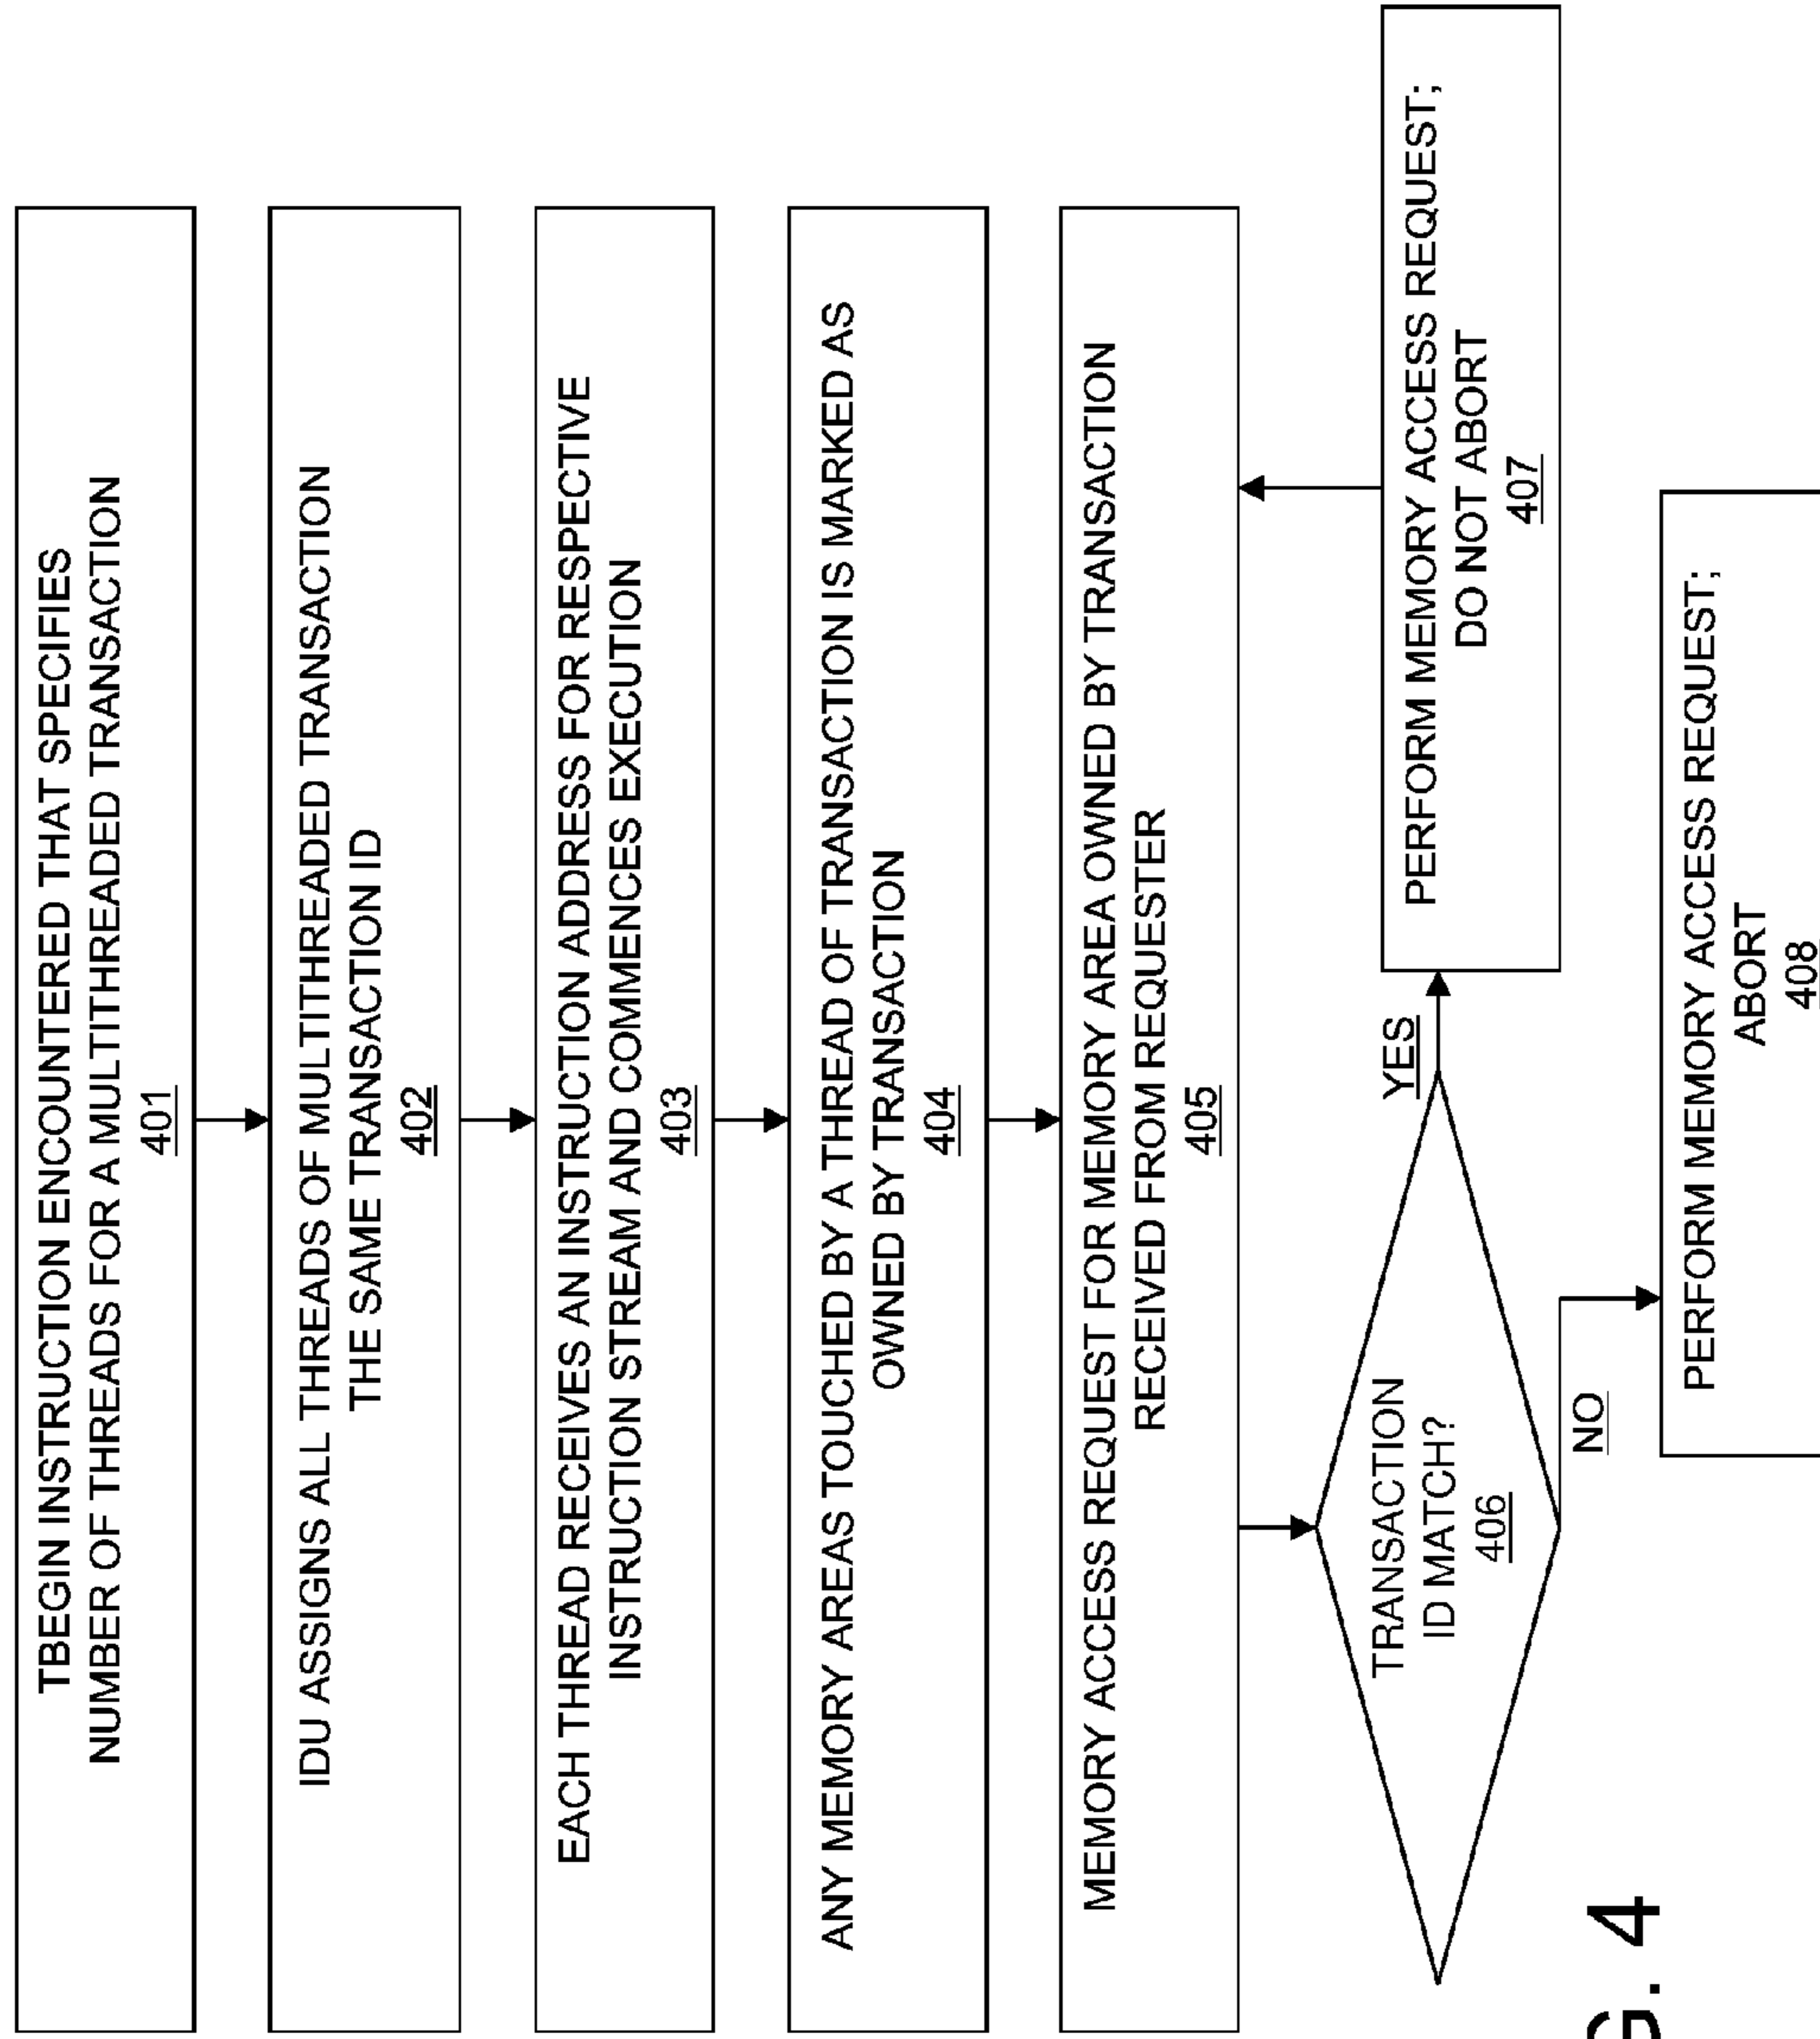 TBEGIN INSTRUCTION ENCOUNTERED THAT SPECIFIES
NUMBER OF THREADS FOR A MULTITHREADED TRANSACTION
401
IDU ASSIGNS ALL THREADS OF MULTITHREADED TRANSACTION
THE SAME TRANSACTION ID
402
EACH THREAD RECEIVES AN INSTRUCTION ADDRESS FOR RESPECTIVE
INSTRUCTION STREAM AND COMMENCES EXECUTION
403
ANY MEMORY AREAS TOUCHED BY A THREAD OF TRANSACTION IS MARKED AS
OWNED BY TRANSACTION
404
MEMORY ACCESS REQUEST FOR MEMORY AREA OWNED BY TRANSACTION
RECEIVED FROM REQUESTER
405
TRANSACTION
ID MATCH?
406
YES
PERFORM MEMORY ACCESS REQUEST;
DO NOT ABORT
407
NO
PERFORM MEMORY ACCESS REQUEST;
ABORT
408
G. 4